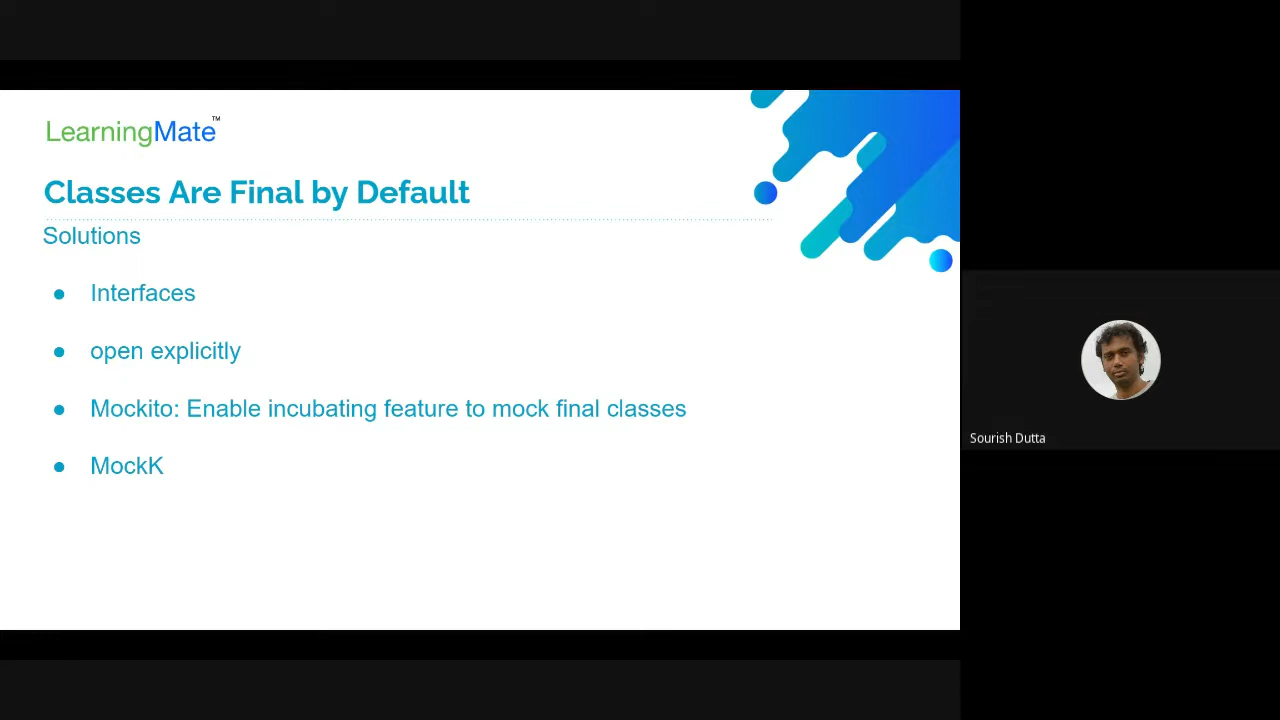 LearningMate™
Classes Are Final by Default
Solutions
● Interfaces
● open explicitly
● Mockito: Enable incubating feature to mock final classes
● MockK
Sourish Dutta